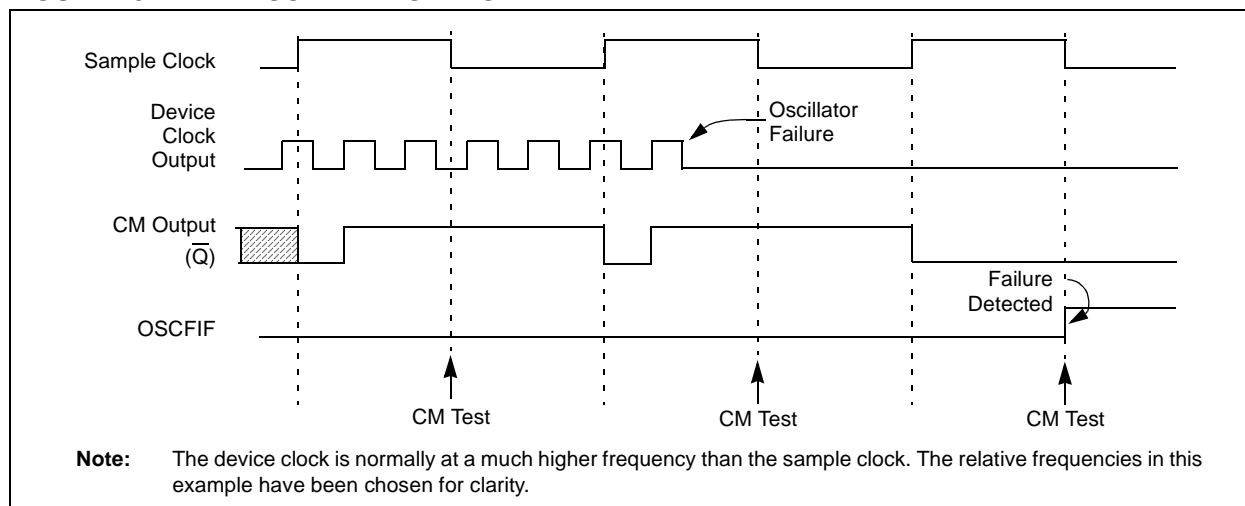 Sample Clock
Device
Clock
Output
Oscillator
Failure
CM Output
(Q̅)
Failure
Detected
OSCFIF
CM Test
CM Test
CM Test
Note: The device clock is normally at a much higher frequency than the sample clock. The relative frequencies in this
example have been chosen for clarity.